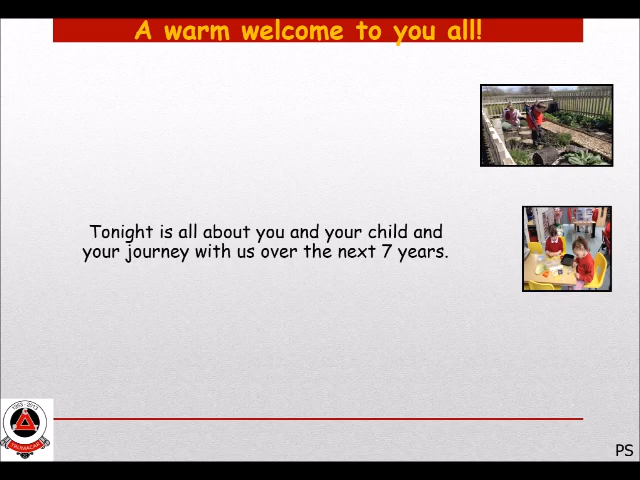 A warm welcome to you all!
Tonight is all about you and your child and
your journey with us over the next 7 years.
PS